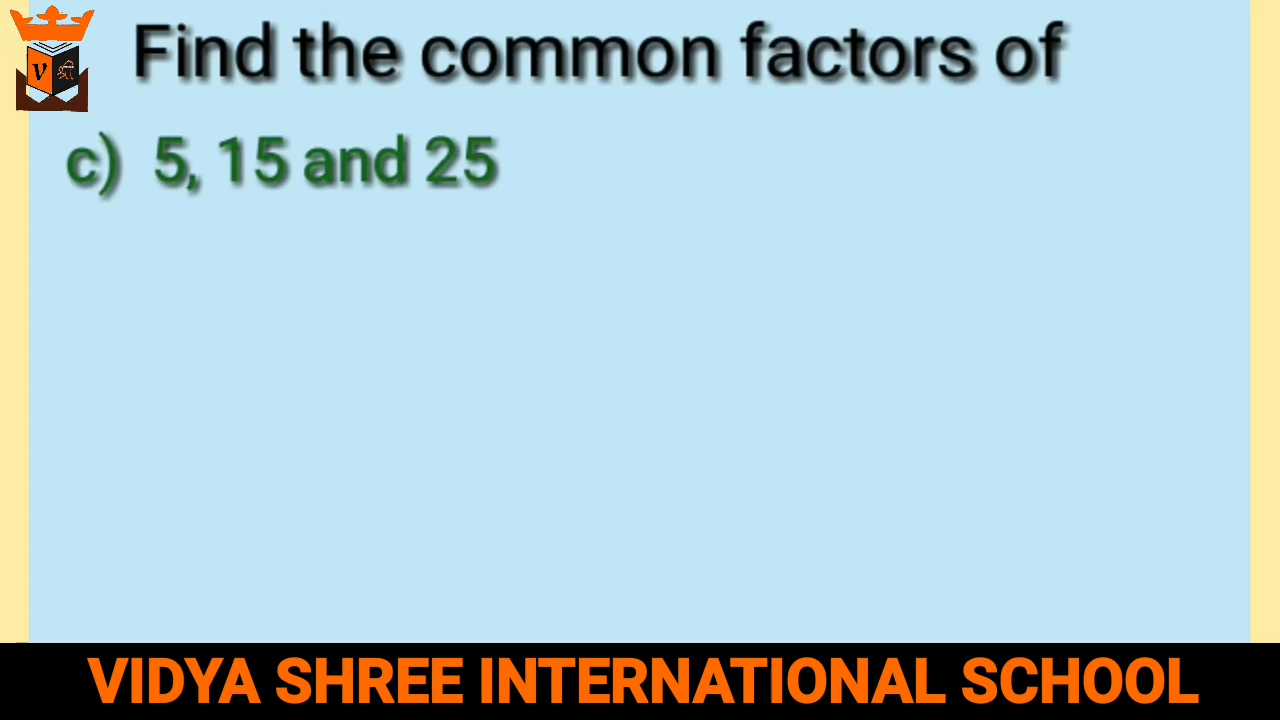 Find the common factors of
V श्री
c) 5, 15 and 25
VIDYA SHREE INTERNATIONAL SCHOOL